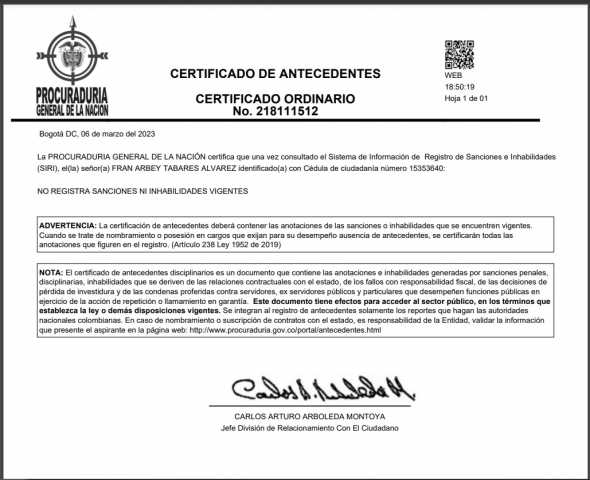 PROCURADURIA
GENERAL DE LA NACIÓN
CERTIFICADO DE ANTECEDENTES
CERTIFICADO ORDINARIO
No. 218111512
WEB
18:50:19
Hoja 1 de 01
Bogotá DC, 06 de marzo del 2023
La PROCURADURIA GENERAL DE LA NACIÓN certifica que una vez consultado el Sistema de Información de Registro de Sanciones e Inhabilidades
(SIRI), el(la) señor(a) FRAN ARBEY TABARES ALVAREZ identificado(a) con Cédula de ciudadanía número 15353640:
NO REGISTRA SANCIONES NI INHABILIDADES VIGENTES
ADVERTENCIA: La certificación de antecedentes deberá contener las anotaciones de las sanciones o inhabilidades que se encuentren vigentes.
Cuando se trate de nombramiento o posesión en cargos que exijan para su desempeño ausencia de antecedentes, se certificarán todas las
anotaciones que figuren en el registro. (Artículo 238 Ley 1952 de 2019)
NOTA: El certificado de antecedentes disciplinarios es un documento que contiene las anotaciones e inhabilidades generadas por sanciones penales,
disciplinarias, inhabilidades que se deriven de las relaciones contractuales con el estado, de los fallos con responsabilidad fiscal, de las decisiones de
pérdida de investidura y de las condenas proferidas contra servidores, ex servidores públicos y particulares que desempeñen funciones públicas en
ejercicio de la acción de repetición o llamamiento en garantía. Este documento tiene efectos para acceder al sector público, en los términos que
establezca la ley o demás disposiciones vigentes. Se integran al registro de antecedentes solamente los reportes que hagan las autoridades
nacionales colombianas. En caso de nombramiento o suscripción de contratos con el estado, es responsabilidad de la Entidad, validar la información
que presente el aspirante en la página web: http://www.procuraduria.gov.co/portal/antecedentes.html
CARLOS ARTURO ARBOLEDA MONTOYA
Jefe División de Relacionamiento Con El Ciudadano